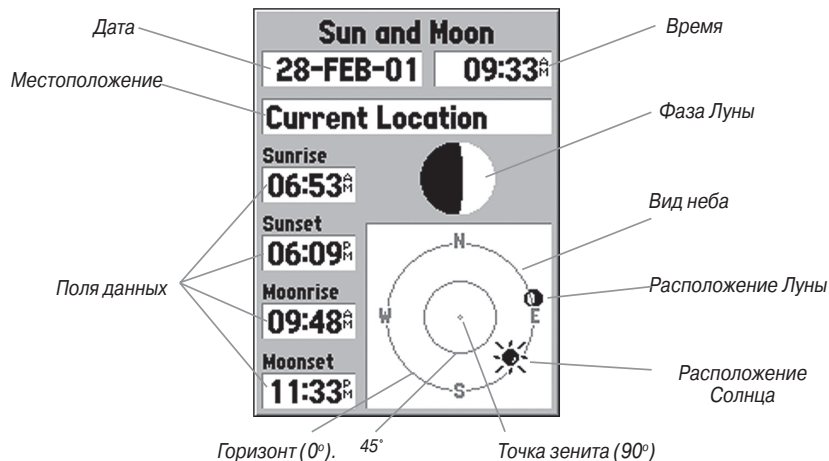 Дата
Sun and Moon
Время
28-FEB-01
09:33AM
Местоположение
Current Location
Фаза Луны
Sunrise
06:53AM
Вид неба
Sunset
06:09PM
N
Поля данных
Moonrise
Расположение Луны
09:48AM
W
E
Moonset
11:33PM
S
Расположение
Солнца
Горизонт (0°).
45°
Точка зенита (90°)